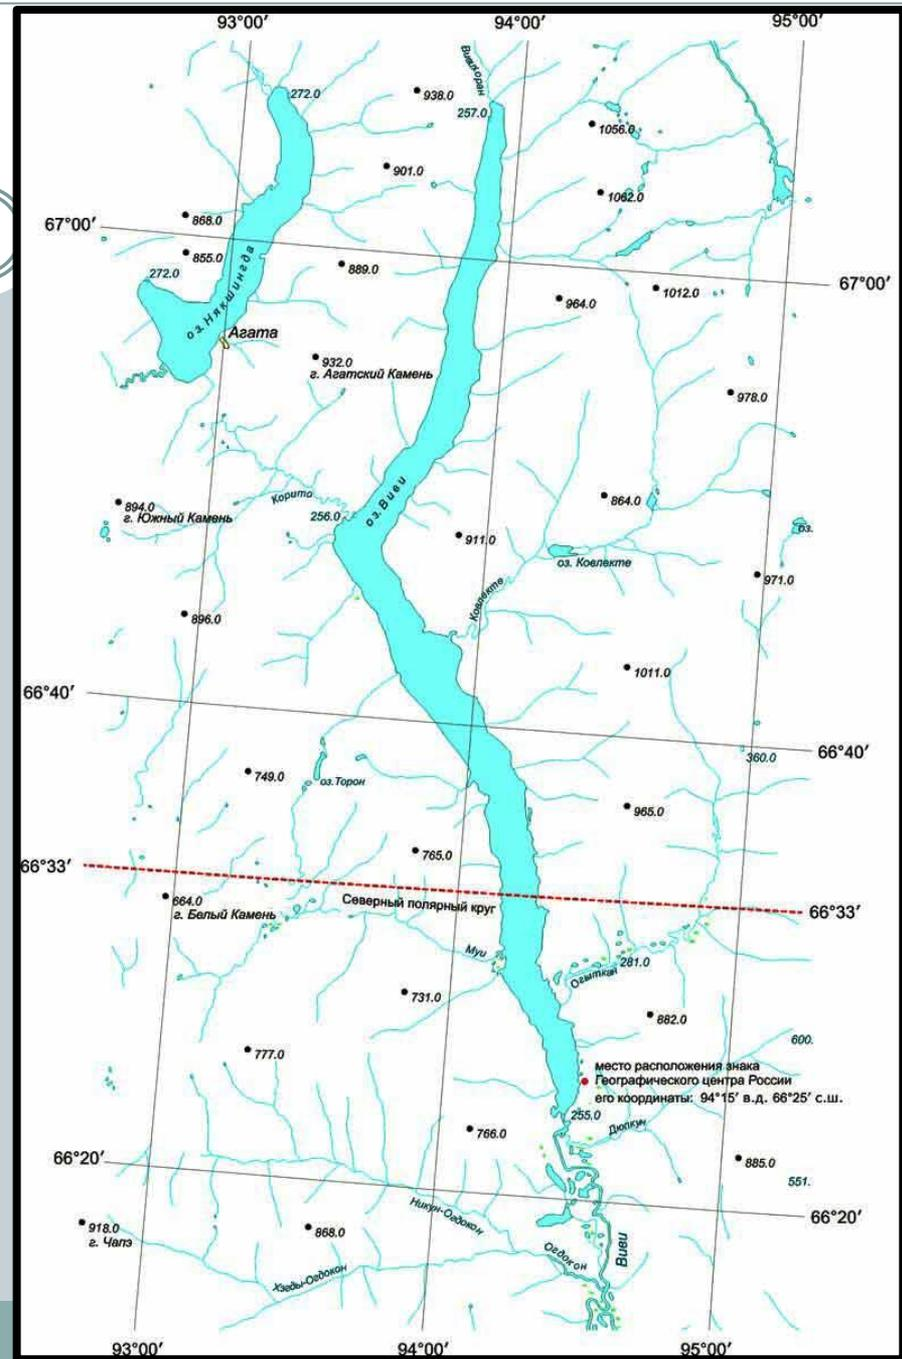 93°00′ 94°00′ 95°00′
Вивикоран
272.0
938.0
257.0
1056.0
901.0
1062.0
868.0
67°00′
855.0
889.0
272.0
67°00′
1012.0
964.0
оз. Някшингда
Агата
932.0
г. Агатский Камень
978.0
оз. Виви
Корита
864.0
894.0
г. Южный Камень
256.0
911.0
оз.
оз. Ковлекте
971.0
Ковлекте
896.0
1011.0
66°40′
66°40′
360.0
749.0
оз.Торон
965.0
765.0
66°33′
664.0
г. Белый Камень
Северный полярный круг
66°33′
Муи
281.0
Огыткан
731.0
882.0
600.
777.0
место расположения знака
Географического центра России
его координаты: 94°15′ в.д. 66°25′ с.ш.
255.0
Дюпкун
766.0
66°20′
885.0
551.
Никун-Огдокон
66°20′
918.0
г. Чапэ
868.0
Огдокон
Виви
Хэгды-Огдокон
93°00′ 94°00′ 95°00′